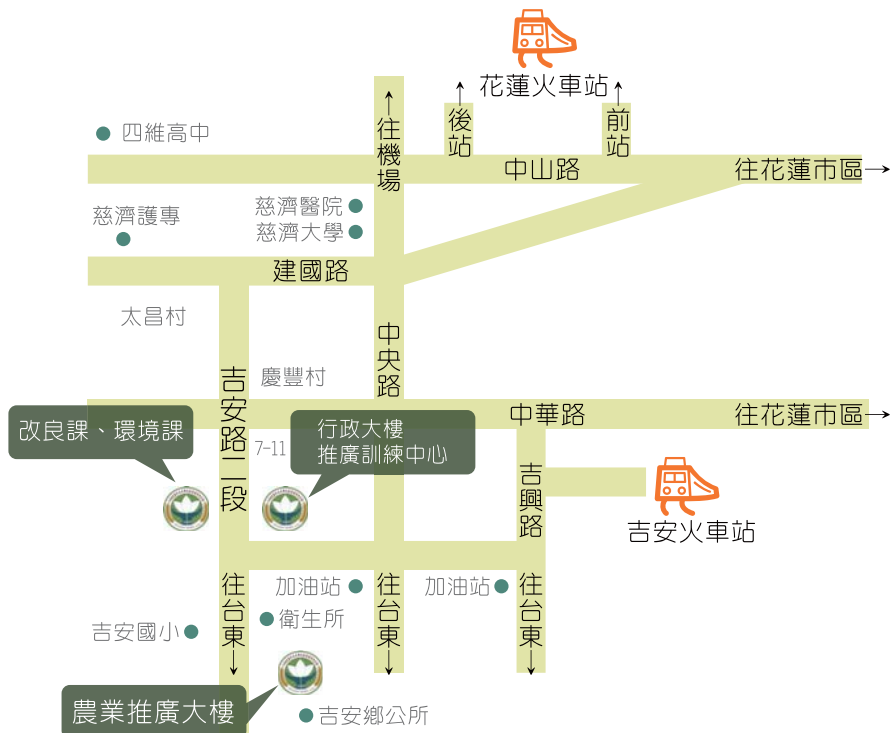 花蓮火車站
往機場
後站
前站
四維高中
中山路
往花蓮市區
慈濟護專
慈濟醫院
慈濟大學
建國路
太昌村
中央路
吉安路二段
慶豐村
中華路
往花蓮市區
改良課、環境課
7-11
行政大樓
推廣訓練中心
吉興路
吉安火車站
往台東
加油站
往台東
加油站
往台東
衛生所
吉安國小
農業推廣大樓
吉安鄉公所